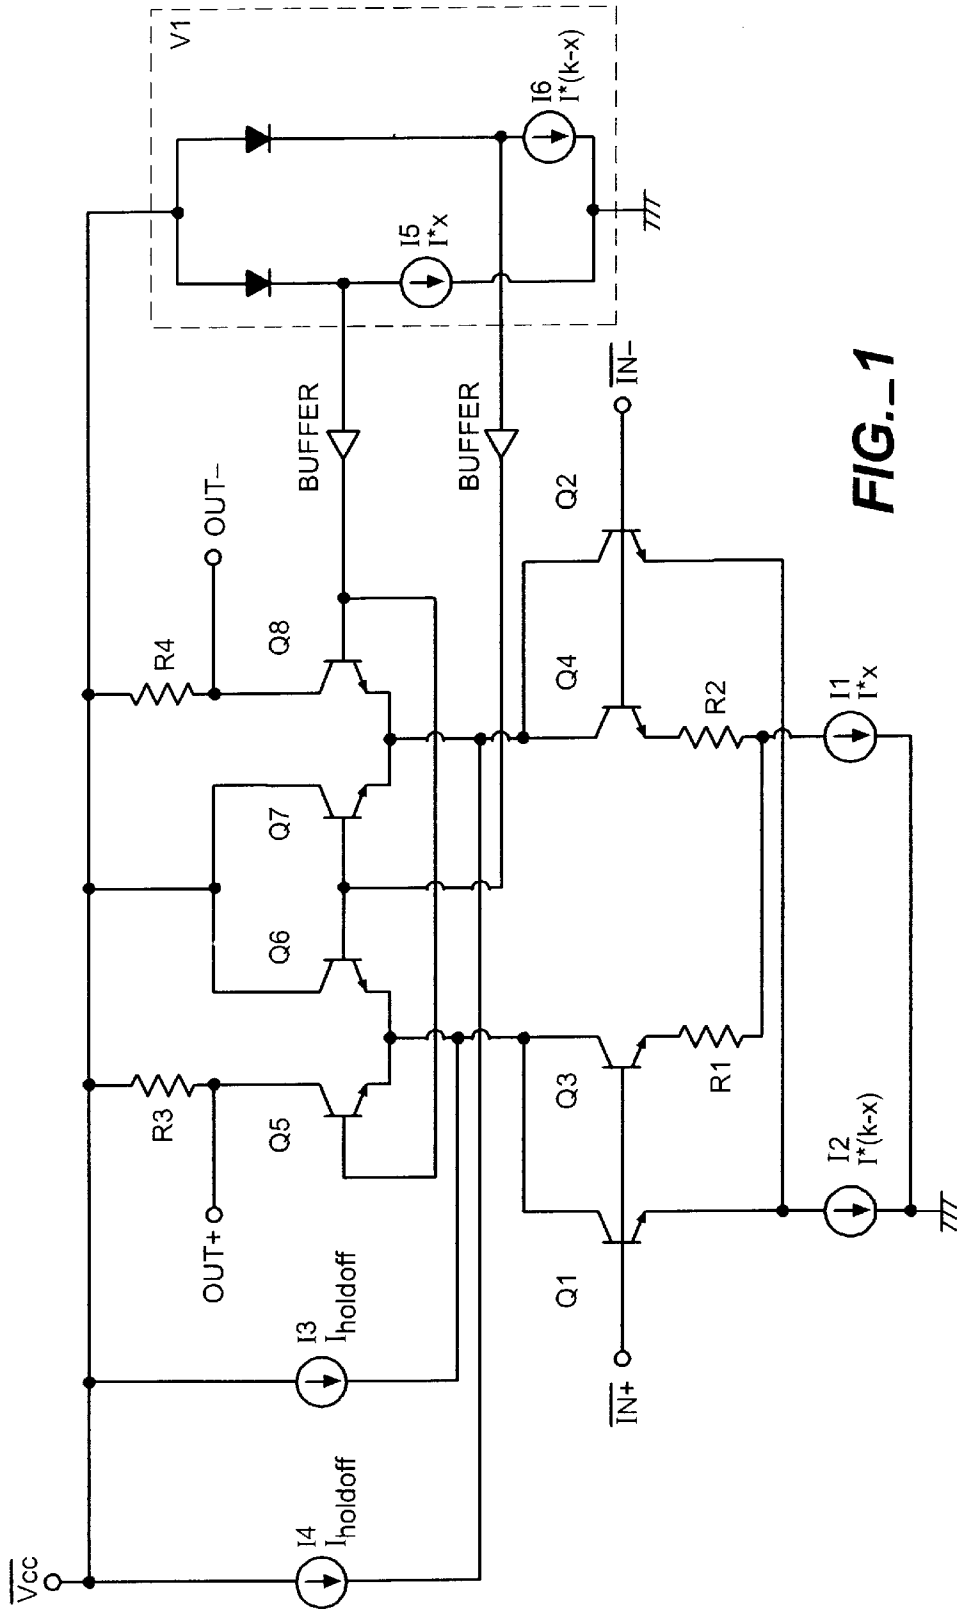 Vcc
I4
Iholdoff
I3
Iholdoff
OUT+
R3
R4
OUT–
V1
Q5
Q6
Q7
Q8
BUFFER
BUFFER
I5
I*x
I6
I*(k-x)
IN+
Q1
Q3
Q4
Q2
IN–
R1
R2
I2
I*(k-x)
I1
I*x
FIG._1